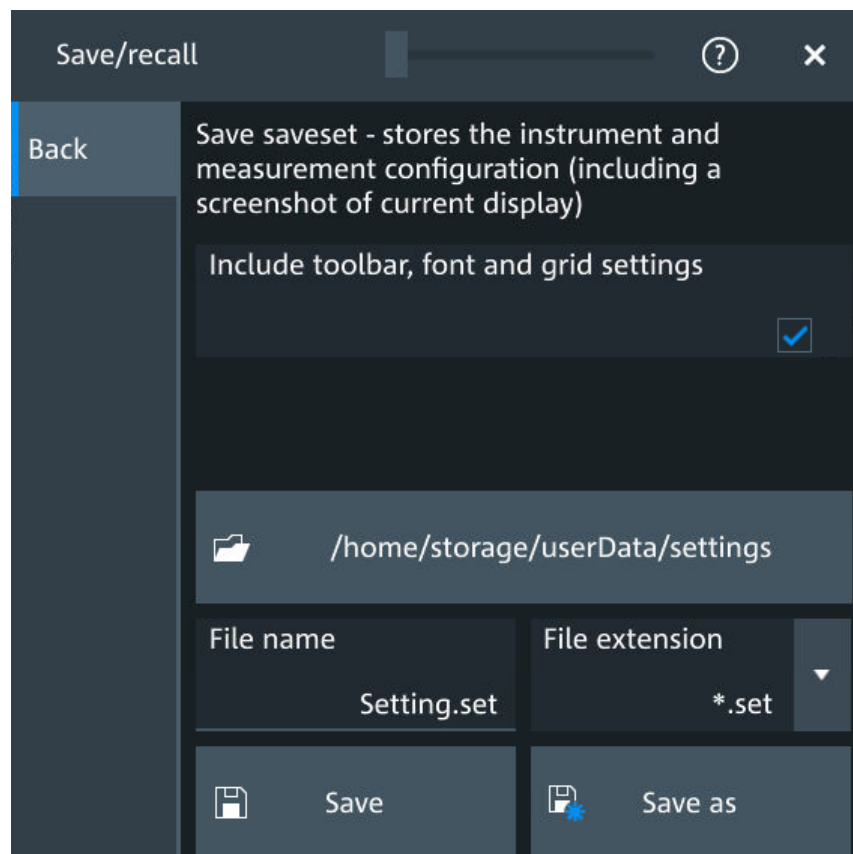 Save/recall
?
Back
Save saveset - stores the instrument and
measurement configuration (including a
screenshot of current display)
Include toolbar, font and grid settings
/home/storage/userData/settings
File name
File extension
Setting.set
*.set
Save
Save as